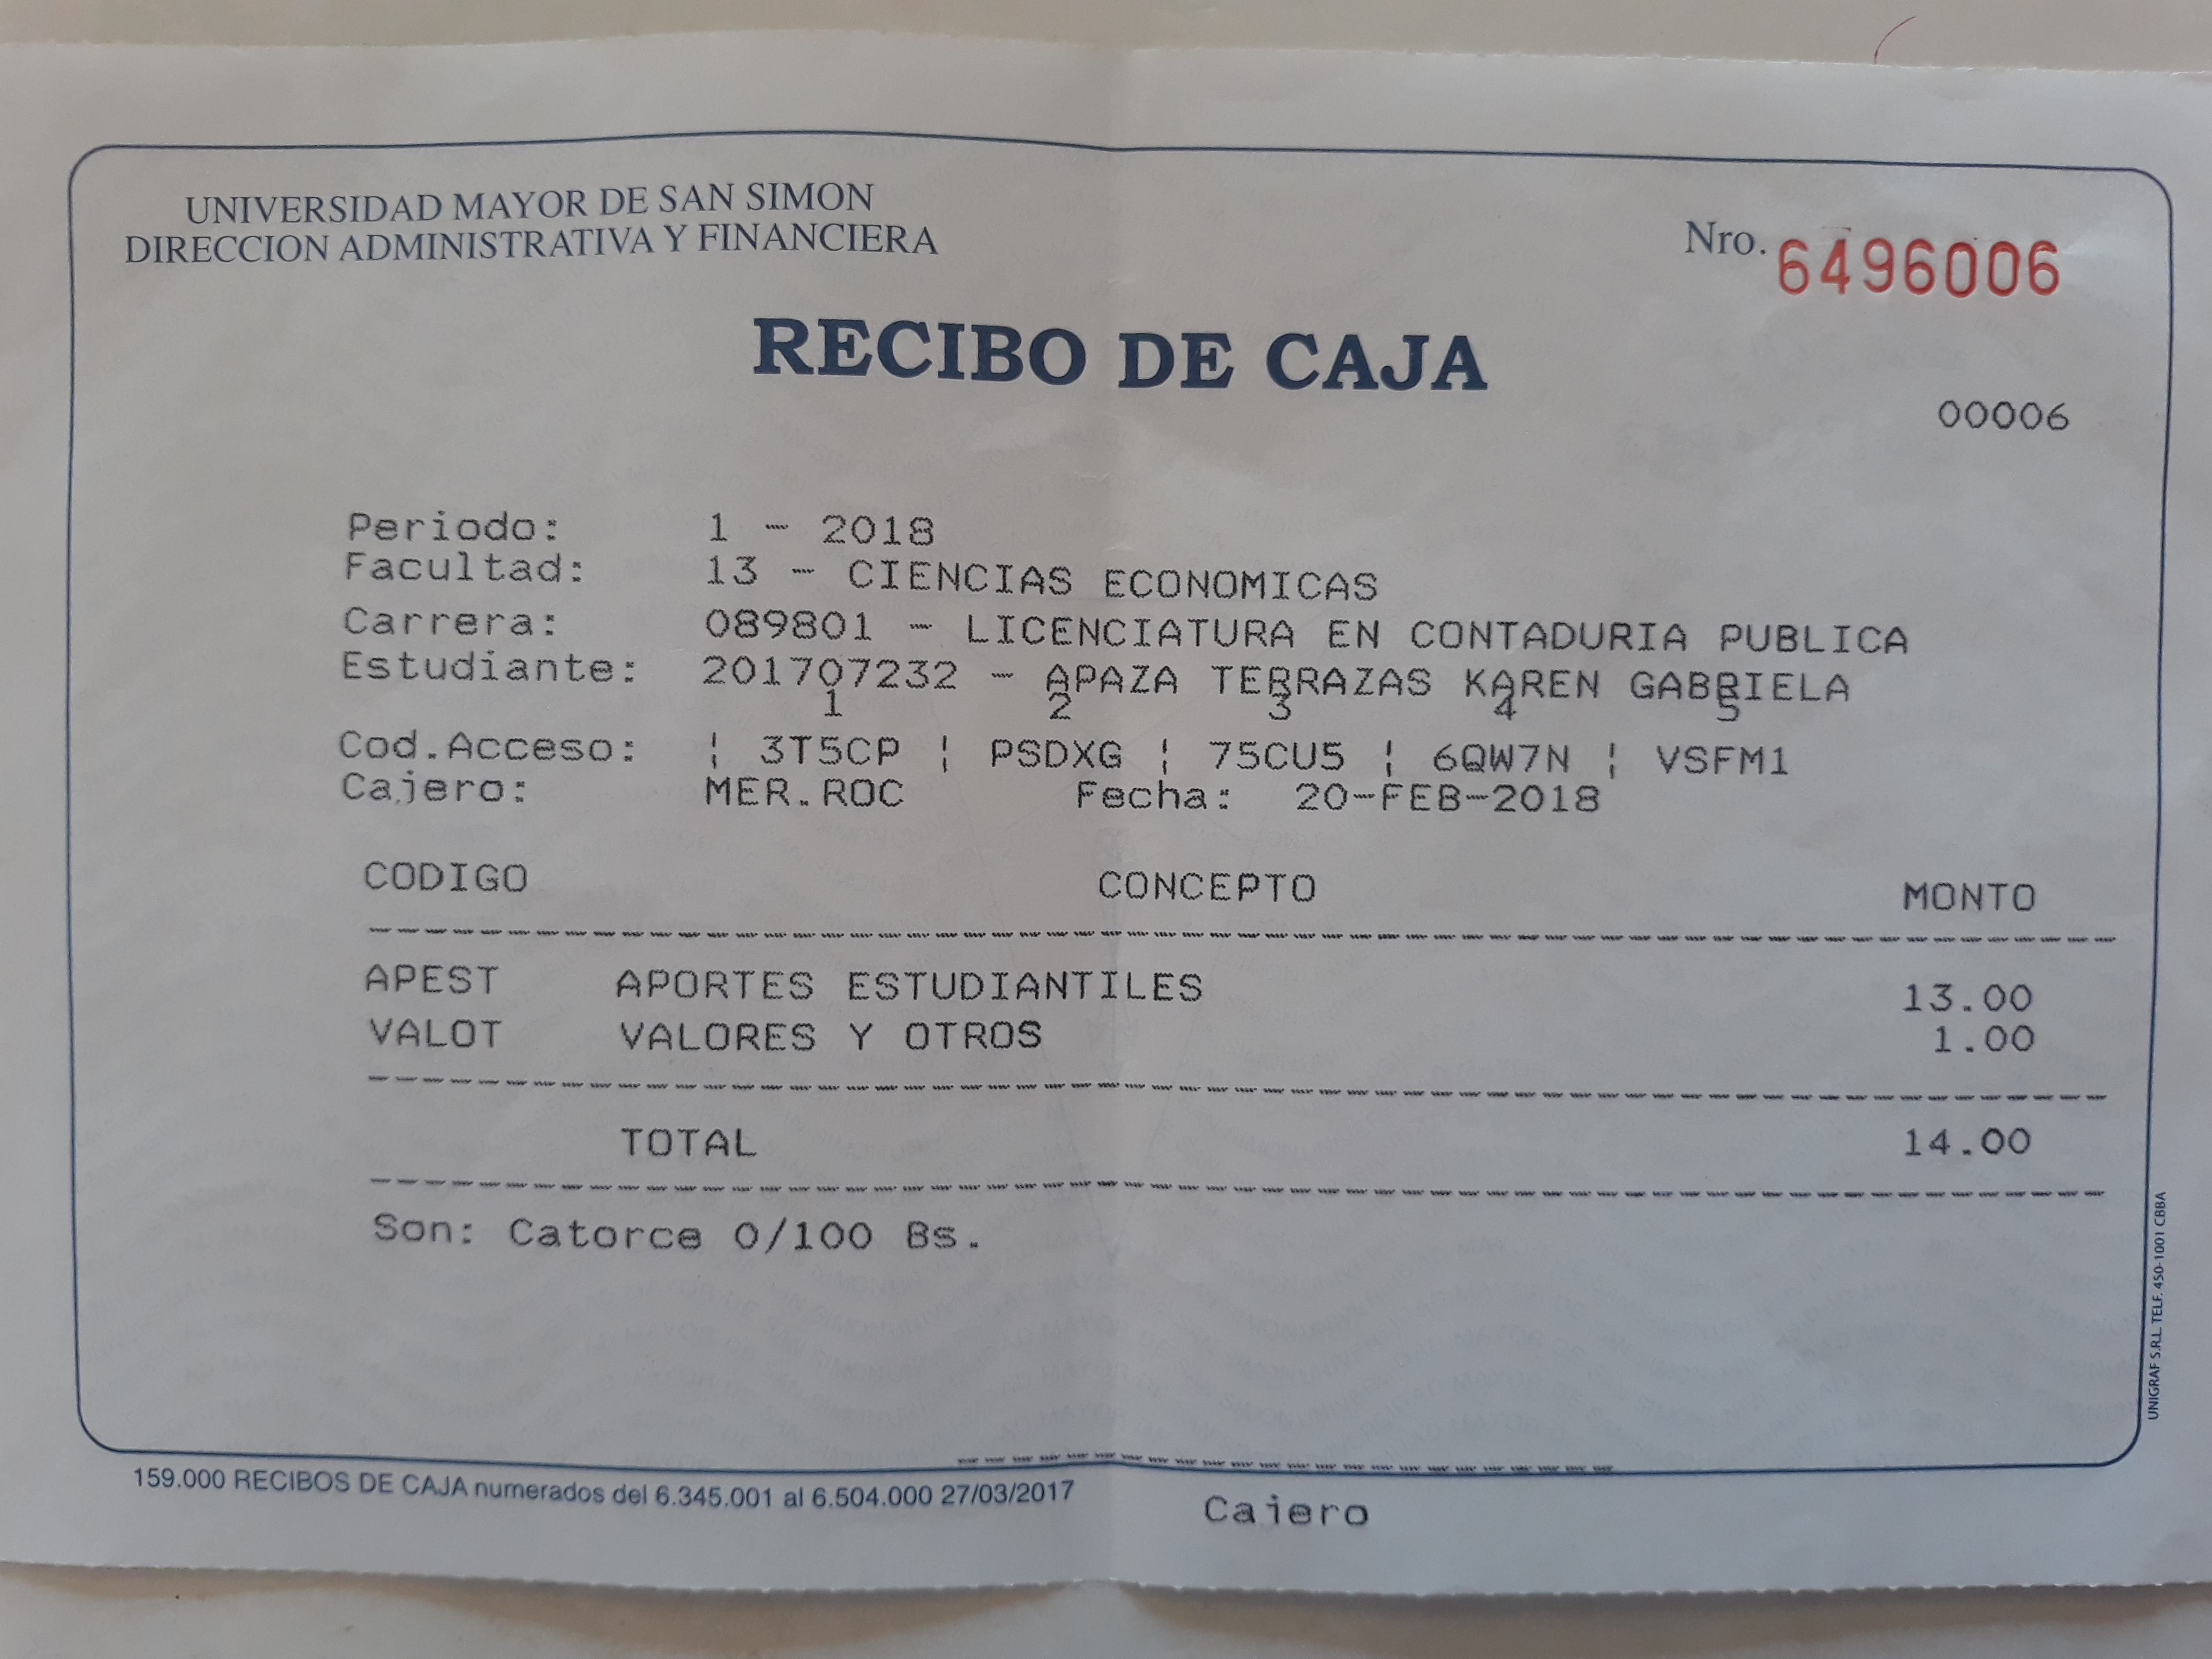 UNIVERSIDAD MAYOR DE SAN SIMON
DIRECCION ADMINISTRATIVA Y FINANCIERA
Nro. 6496006
RECIBO DE CAJA
00006
Periodo: 1 - 2018
Facultad: 13 - CIENCIAS ECONOMICAS
Carrera: 089801 - LICENCIATURA EN CONTADURIA PUBLICA
Estudiante: 201707232 - APAZA TERRAZAS KAREN GABRIELA
1 2 3 4 5
Cod.Acceso: ¦ 3T5CP ¦ PSDXG ¦ 75CU5 ¦ 6QW7N ¦ VSFM1
Cajero: MER.ROC Fecha: 20-FEB-2018
CODIGO CONCEPTO MONTO
APEST APORTES ESTUDIANTILES 13.00
VALOT VALORES Y OTROS 1.00
TOTAL 14.00
Son: Catorce 0/100 Bs.
159.000 RECIBOS DE CAJA numerados del 6.345.001 al 6.504.000 27/03/2017
Cajero
UNIGRAF S.R.L. TELF. 450-1001 CBBA